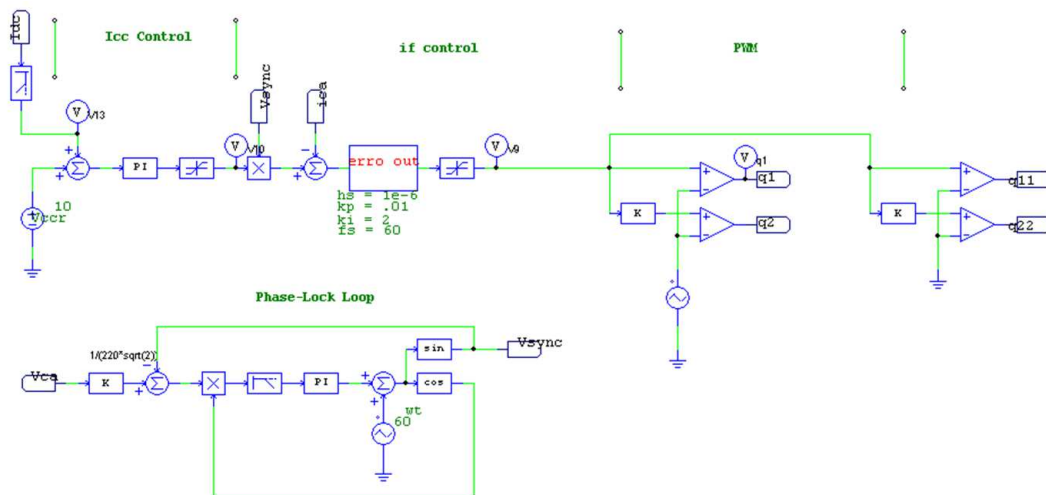 Idc
Icc Control
if control
PWM
Vsync
ica
V
V13
V
V10
V
V9
V
q1
+
+
PI
+
−
+
erro out
+
−
q1
+
−
q11
10
Vccr
hs = 1e-6
kp = .01
ki = 2
fs = 60
K
+
−
q2
K
+
−
q22
Phase-Lock Loop
1/(220*sqrt(2))
sin
Vsync
Vca
K
−
+
PI
+
+
cos
wt
60